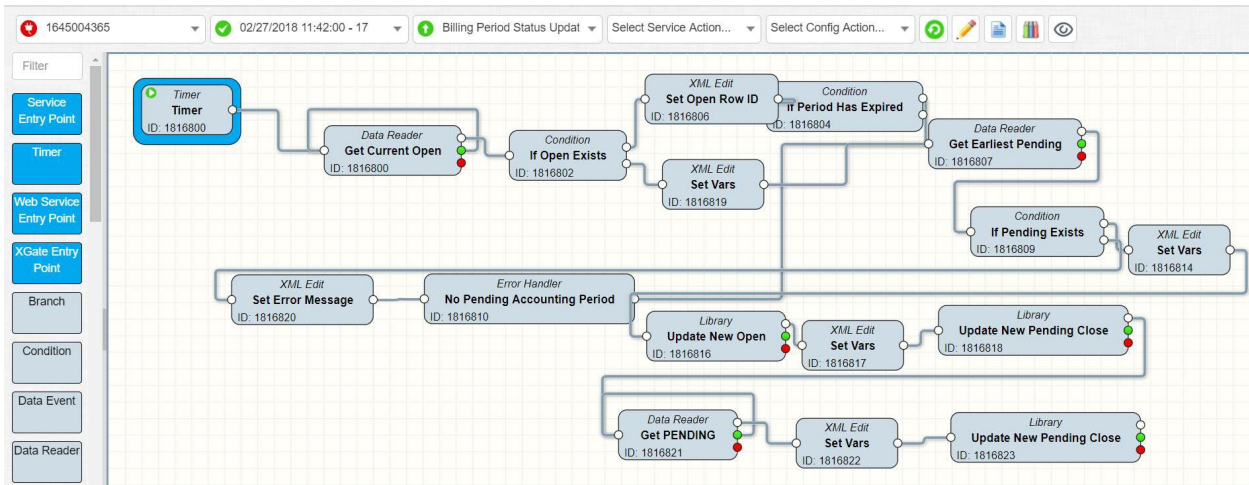 1645004365
02/27/2018 11:42:00 - 17
Billing Period Status Updat
Select Service Action...
Select Config Action...
Filter
Service
Entry Point
Timer
Web Service
Entry Point
XGate Entry
Point
Branch
Condition
Data Event
Data Reader
Timer
Timer
ID: 1816800
Data Reader
Get Current Open
ID: 1816800
Condition
If Open Exists
ID: 1816802
XML Edit
Set Open Row ID
ID: 1816806
Condition
If Period Has Expired
ID: 1816804
XML Edit
Set Vars
ID: 1816819
Data Reader
Get Earliest Pending
ID: 1816807
Condition
If Pending Exists
ID: 1816809
XML Edit
Set Vars
ID: 1816814
XML Edit
Set Error Message
ID: 1816820
Error Handler
No Pending Accounting Period
ID: 1816810
Library
Update New Open
ID: 1816816
XML Edit
Set Vars
ID: 1816817
Library
Update New Pending Close
ID: 1816818
Data Reader
Get PENDING
ID: 1816821
XML Edit
Set Vars
ID: 1816822
Library
Update New Pending Close
ID: 1816823